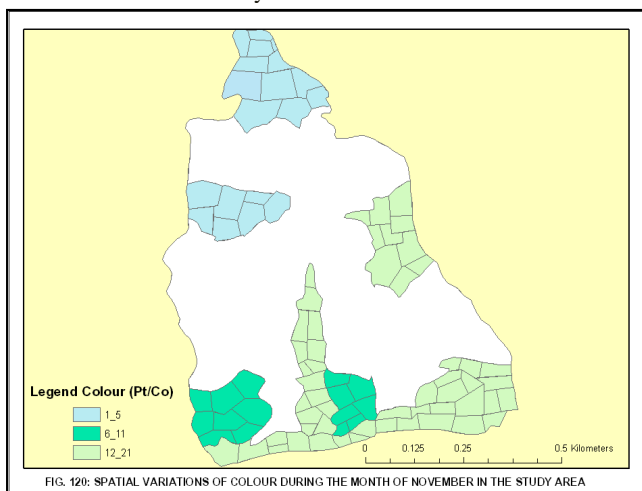 Legend Colour (Pt/Co)
1_5
6_11
12_21
0 0.125 0.25 0.5 Kilometers
FIG. 120: SPATIAL VARIATIONS OF COLOUR DURING THE MONTH OF NOVEMBER IN THE STUDY AREA